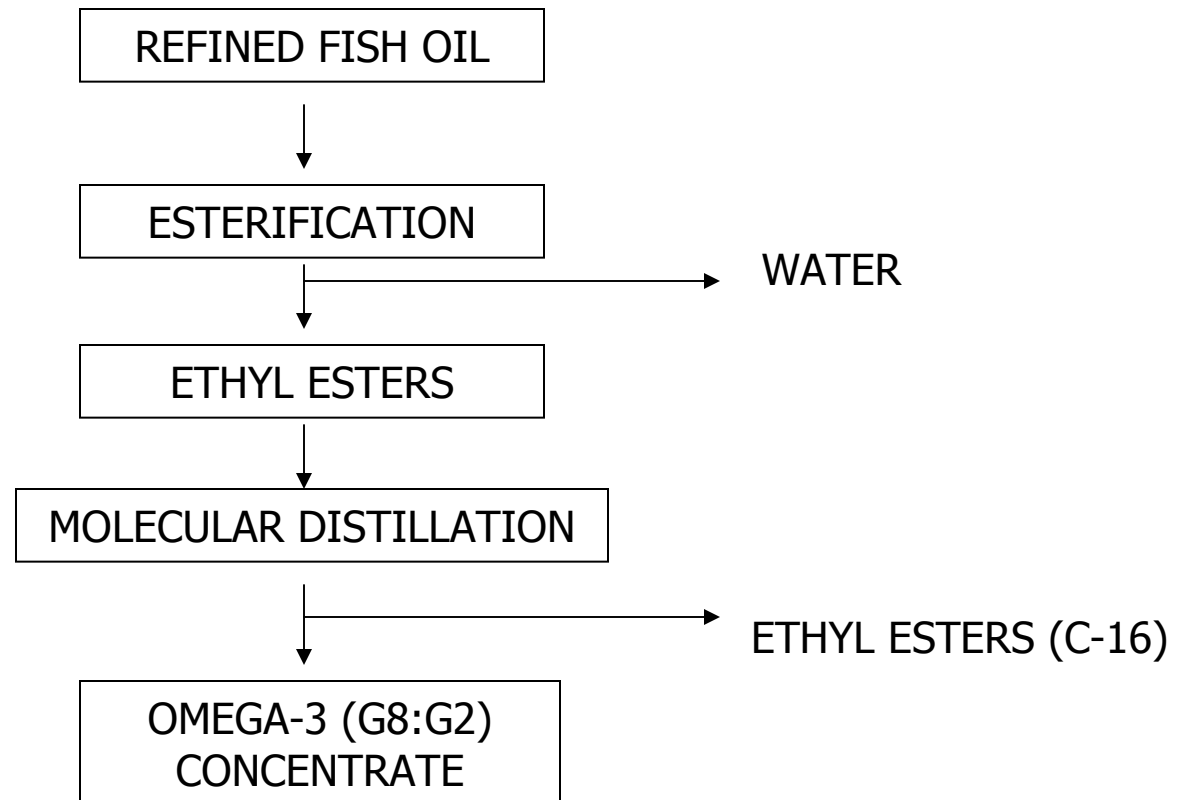 REFINED FISH OIL
ESTERIFICATION
WATER
ETHYL ESTERS
MOLECULAR DISTILLATION
ETHYL ESTERS (C-16)
OMEGA-3 (G8:G2)
CONCENTRATE